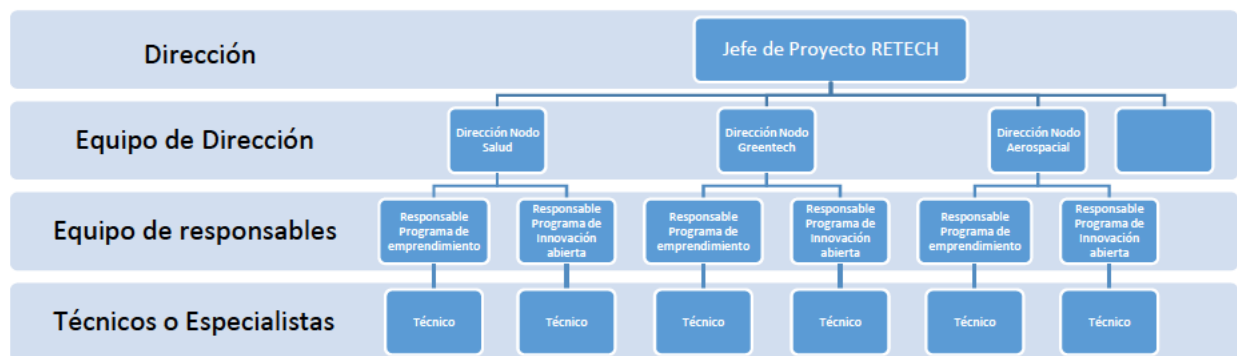 Dirección
Jefe de Proyecto RETECH
Equipo de Dirección
Dirección Nodo
Salud
Dirección Nodo
Greentech
Dirección Nodo
Aerospacial
Equipo de responsables
Responsable
Programa de
emprendimiento
Responsable
Programa de
Innovación
abierta
Responsable
Programa de
emprendimiento
Responsable
Programa de
Innovación
abierta
Responsable
Programa de
emprendimiento
Responsable
Programa de
Innovación
abierta
Técnicos o Especialistas
Técnico
Técnico
Técnico
Técnico
Técnico
Técnico